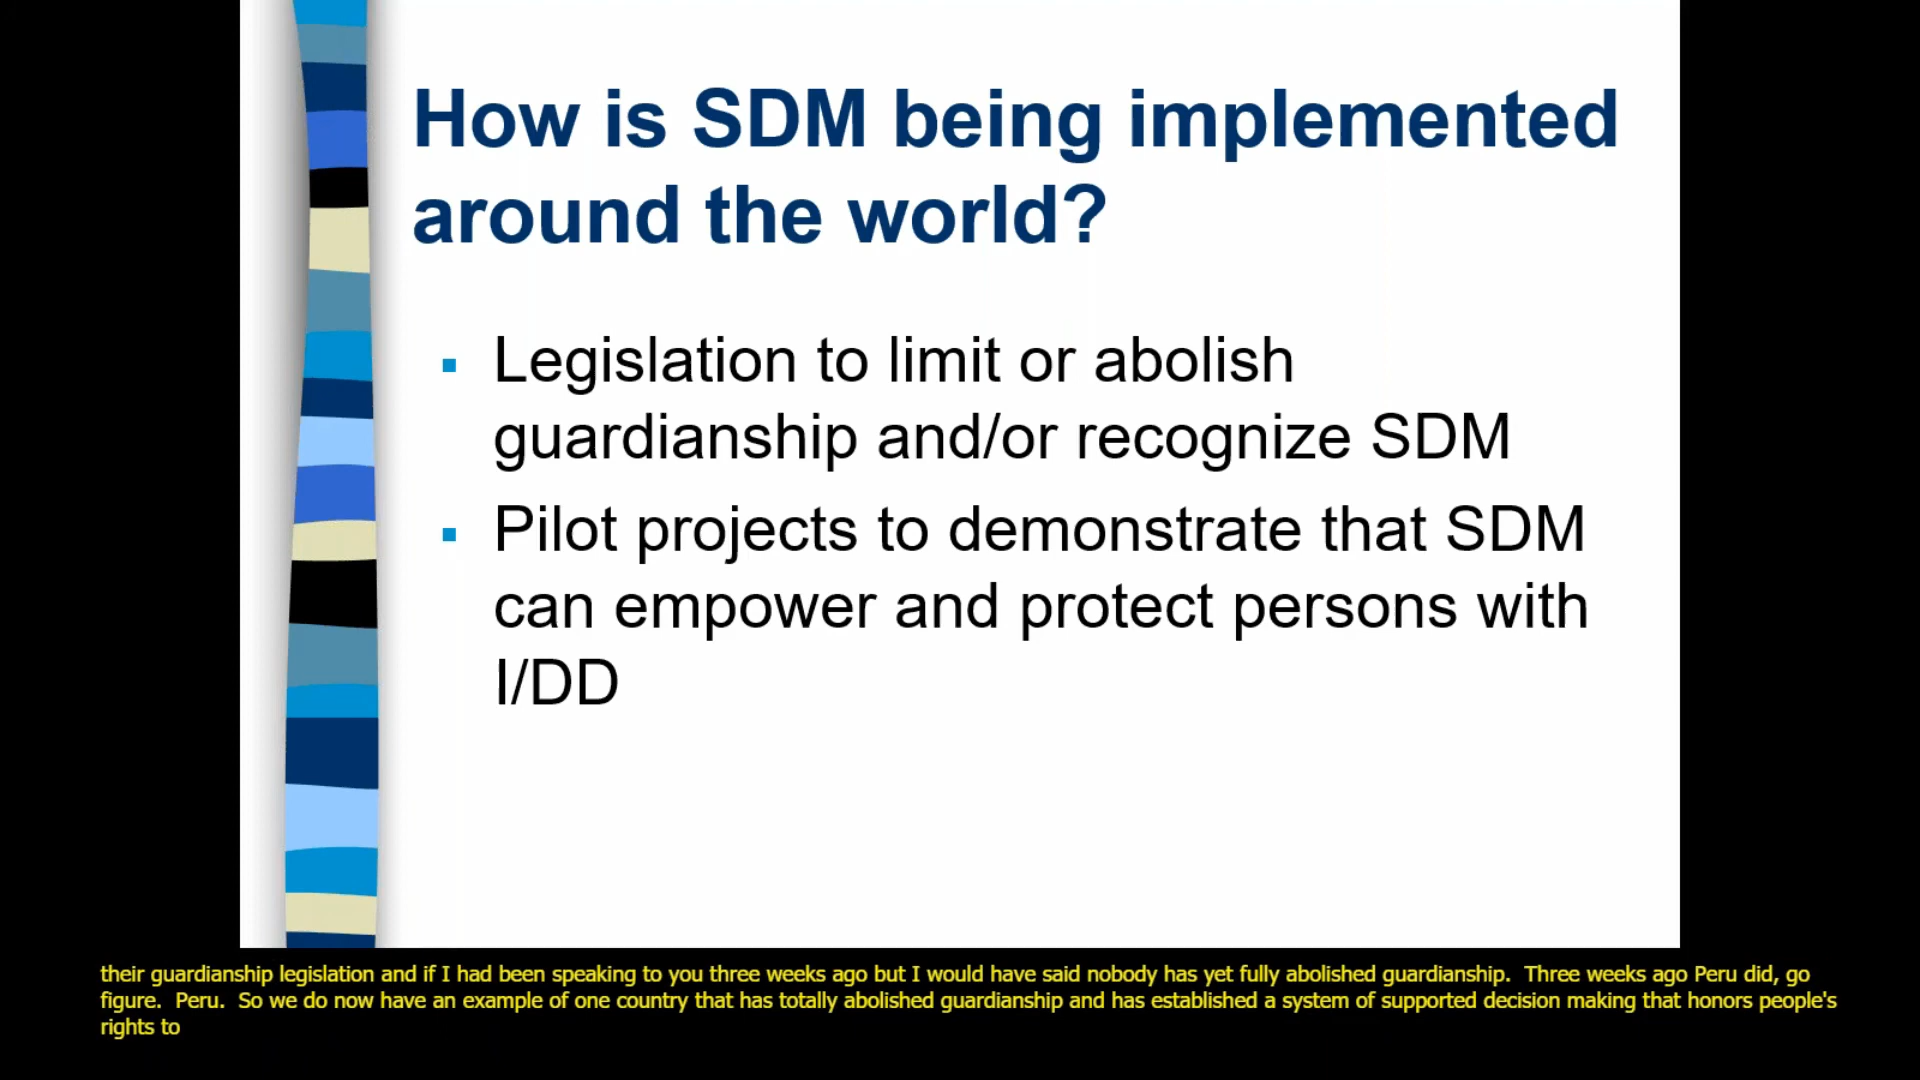 How is SDM being implemented
around the world?
▪ Legislation to limit or abolish
guardianship and/or recognize SDM
▪ Pilot projects to demonstrate that SDM
can empower and protect persons with
I/DD
their guardianship legislation and if I had been speaking to you three weeks ago but I would have said nobody has yet fully abolished guardianship.  Three weeks ago Peru did, go
figure.  Peru.  So we do now have an example of one country that has totally abolished guardianship and has established a system of supported decision making that honors people's
rights to